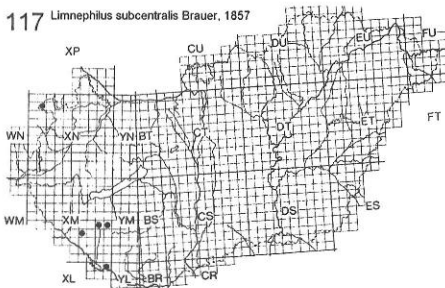 117 Limnephilus subcentralis Brauer, 1857
XP CU DU EU FU
WN XN YN BT CT DT ET FT
WM XM YM BS CS DS ES
XL YL BR CR